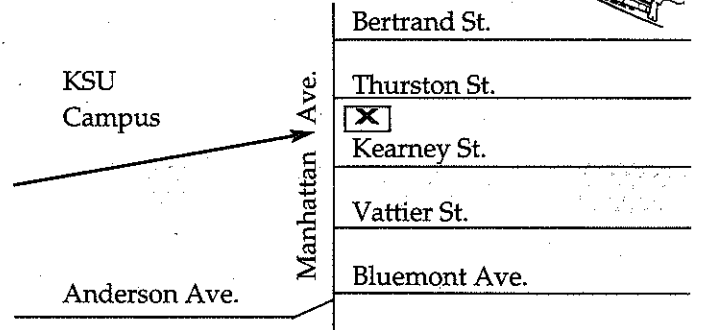 Bertrand St.
KSU
Campus
Manhattan Ave.
Thurston St.
X
Kearney St.
Vattier St.
Bluemont Ave.
Anderson Ave.